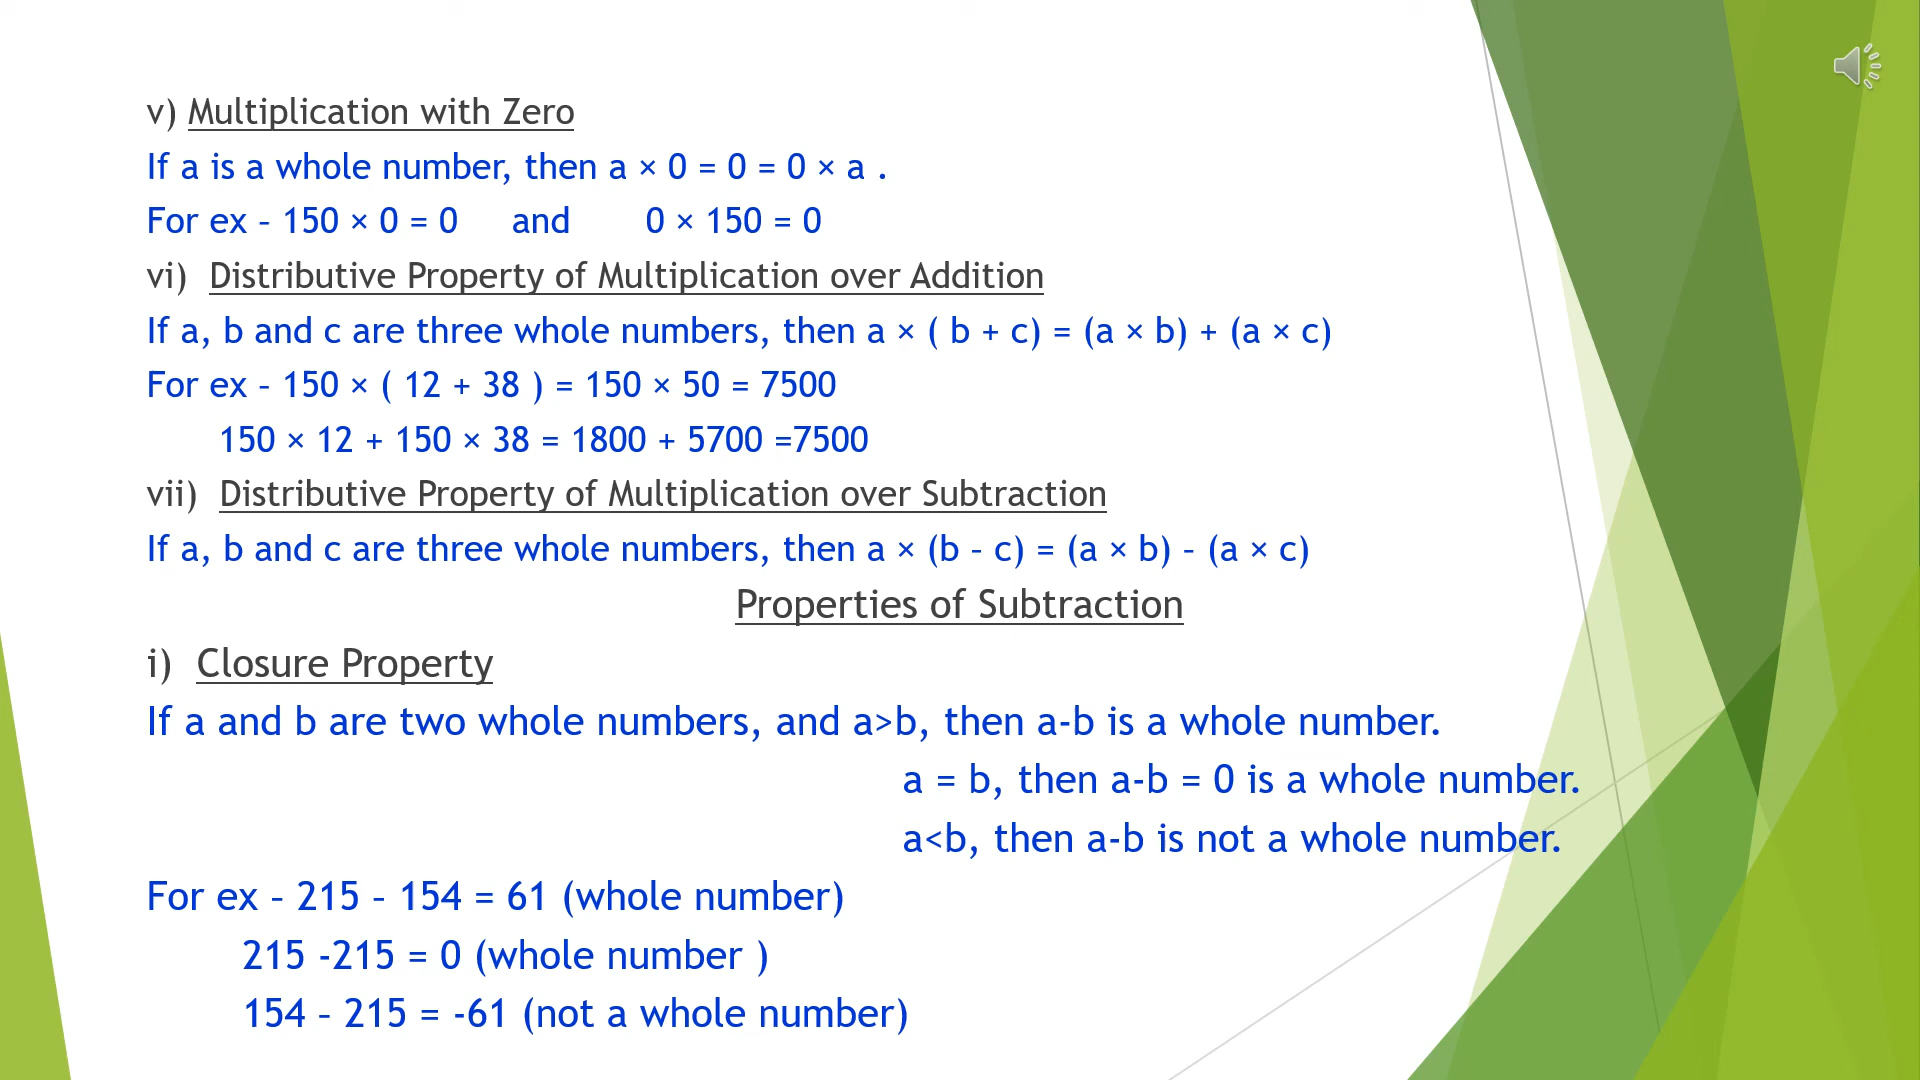 v) Multiplication with Zero
If a is a whole number, then a × 0 = 0 = 0 × a .
For ex – 150 × 0 = 0 and 0 × 150 = 0
vi) Distributive Property of Multiplication over Addition
If a, b and c are three whole numbers, then a × ( b + c) = (a × b) + (a × c)
For ex – 150 × ( 12 + 38 ) = 150 × 50 = 7500
150 × 12 + 150 × 38 = 1800 + 5700 =7500
vii) Distributive Property of Multiplication over Subtraction
If a, b and c are three whole numbers, then a × (b – c) = (a × b) – (a × c)
Properties of Subtraction
i) Closure Property
If a and b are two whole numbers, and a>b, then a-b is a whole number.
a = b, then a-b = 0 is a whole number.
a<b, then a-b is not a whole number.
For ex – 215 – 154 = 61 (whole number)
215 -215 = 0 (whole number )
154 – 215 = -61 (not a whole number)